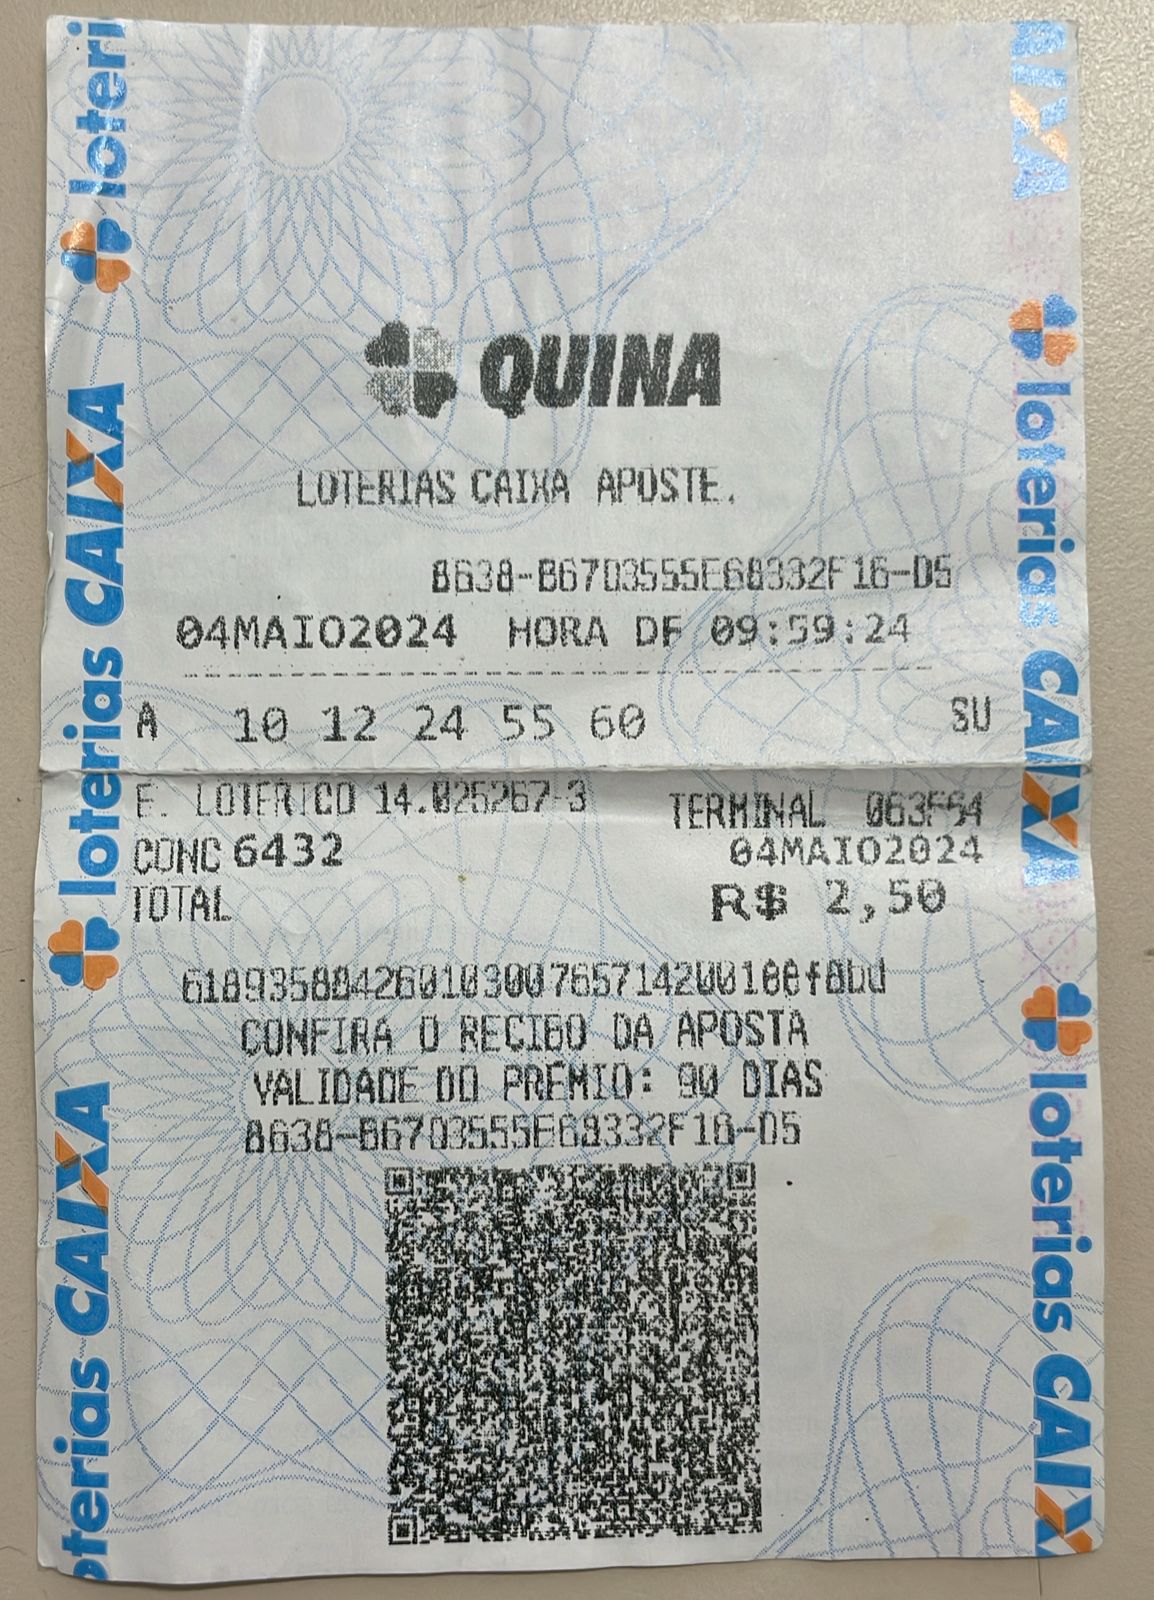 QUINA
LOTERIAS CAIXA APOSTE.
8638-B6703555E68332F16-D5
04MAIO2024 HORA DF 09:59:24
A 10 12 24 55 60 SU
E. LOTERICO 14.025267-3 TERMINAL 063F54
CONC 6432 04MAIO2024
TOTAL R$ 2,50
CONFIRA O RECIBO DA APOSTA
VALIDADE DO PREMIO: 90 DIAS
8638-B6703555E68332F16-D5
loterias CAIXA
loterias CAIXA
loterias CAIXA
loterias CAIXA